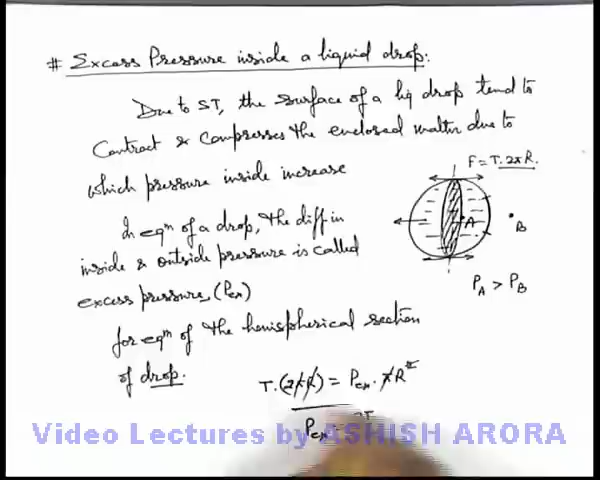 # Excess Pressure inside a liquid drop:
Due to ST, the surface of a liq drop tend to
Contract & compresses the enclosed matter due to
which pressure inside increase
In eqm of a drop, the diff in
inside & outside pressure is called
excess pressure, (Pex)
for eqm of the hemispherical section
of drop.
F = T. 2πR.
A
B
PA > PB
T. (2πR) = Pex . πR²
Pex = 2T
Video Lectures by ASHISH ARORA